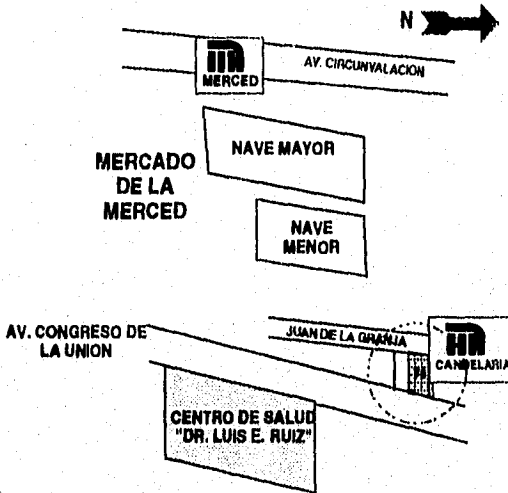 N
MERCED
AV. CIRCUNVALACION
MERCADO
DE LA
MERCED
NAVE MAYOR
NAVE
MENOR
AV. CONGRESO DE
LA UNION
JUAN DE LA GRANJA
CANDELARIA
CENTRO DE SALUD
"DR. LUIS E. RUIZ"